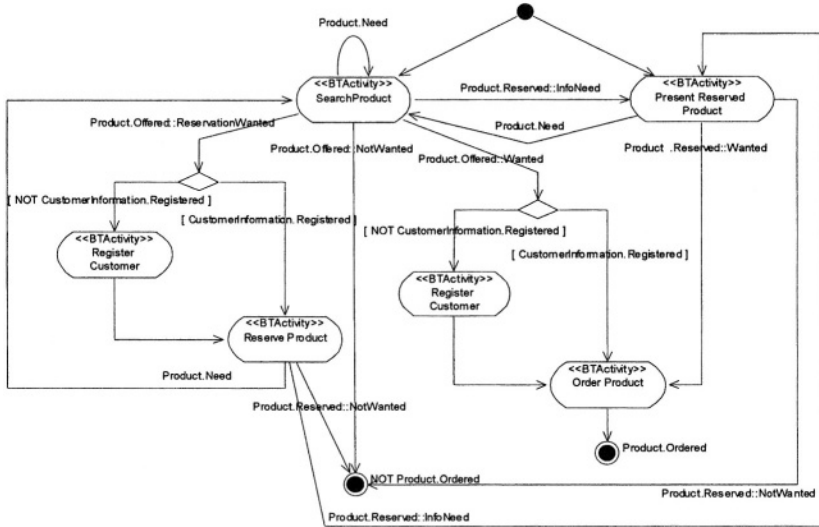 Product.Need
<<BTActivity>>
SearchProduct
Product.Reserved::InfoNeed
<<BTActivity>>
Present Reserved
Product
Product.Offered::ReservationWanted
Product.Need
Product.Offered::NotWanted
Product.Offered::Wanted
Product .Reserved::Wanted
[ NOT CustomerInformation.Registered ]
[ CustomerInformation.Registered ]
[ NOT CustomerInformation.Registered ]
[ CustomerInformation.Registered ]
<<BTActivity>>
Register
Customer
<<BTActivity>>
Register
Customer
<<BTActivity>>
Reserve Product
<<BTActivity>>
Order Product
Product.Need
Product.Reserved::NotWanted
Product.Ordered
NOT Product.Ordered
Product.Reserved::NotWanted
Product.Reserved::InfoNeed